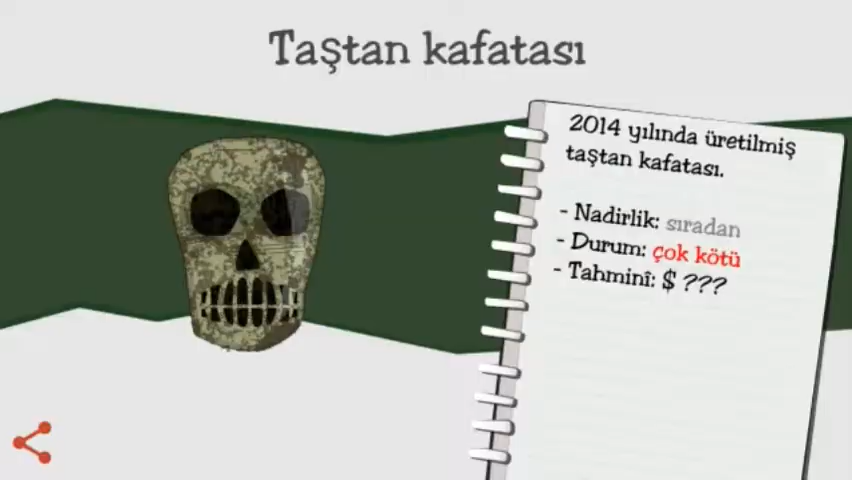 Taştan kafatası
2014 yılında üretilmiş
taştan kafatası.
- Nadirlik: sıradan
- Durum: çok kötü
- Tahminî: $ ???